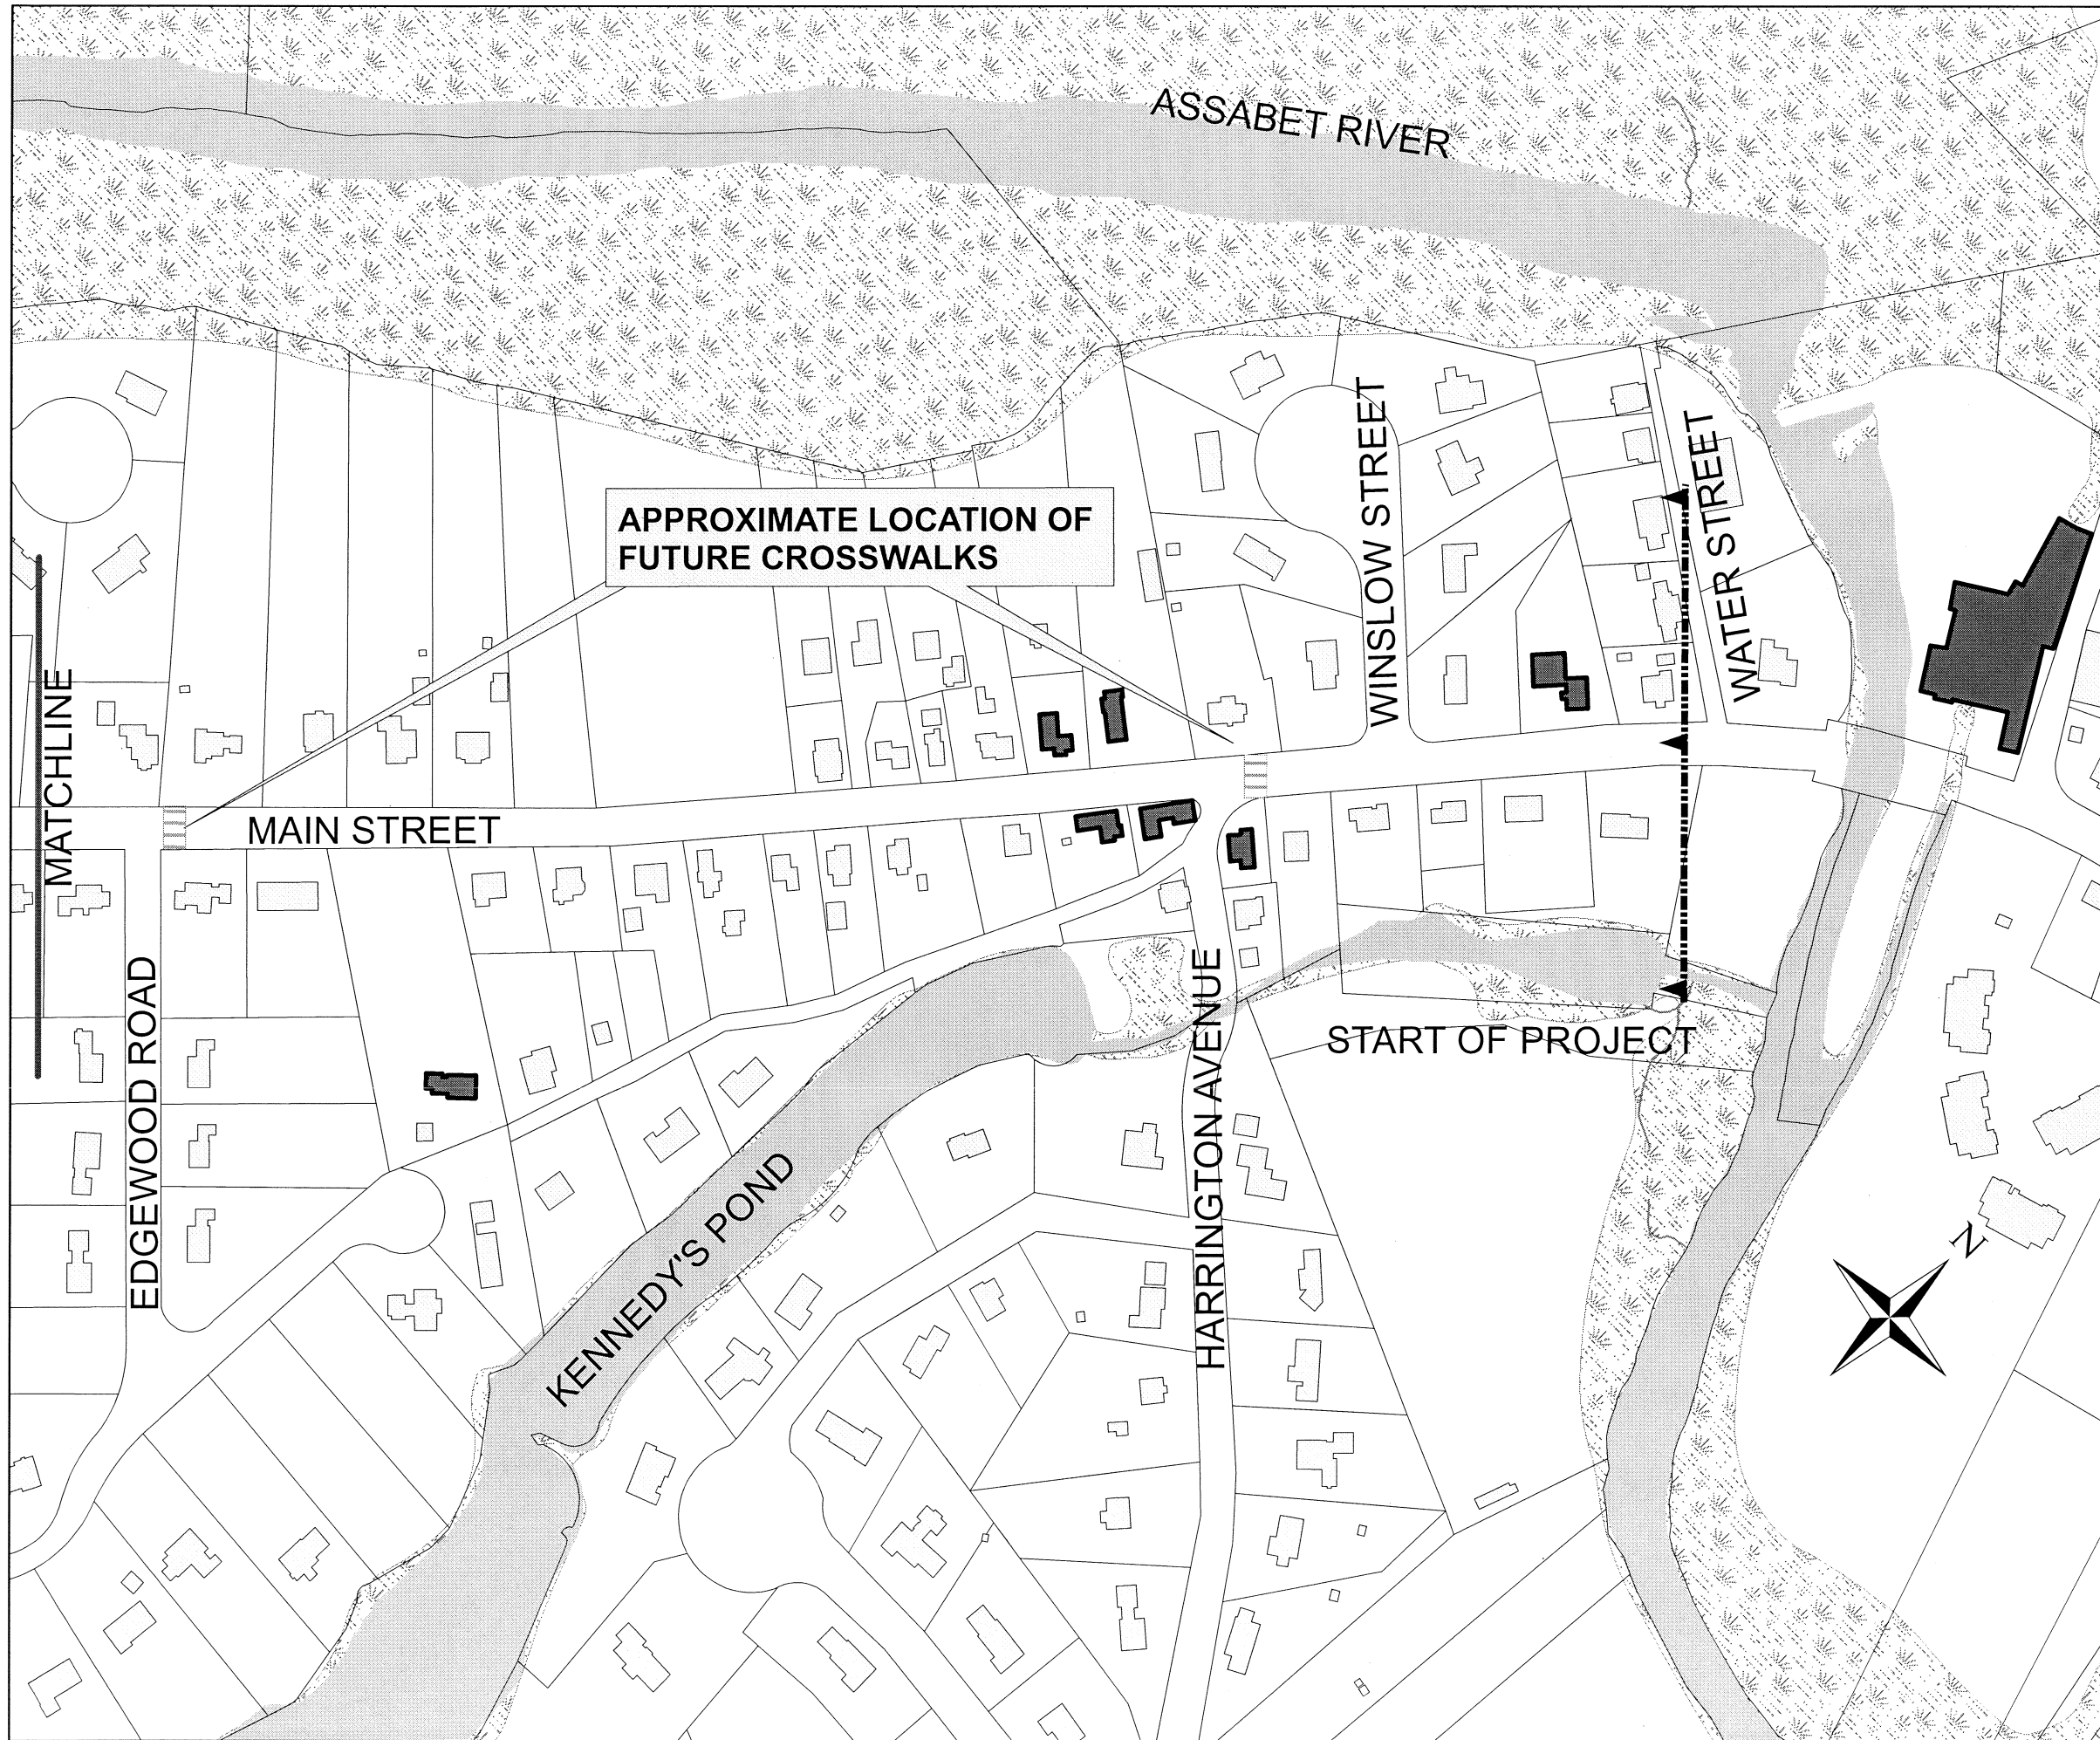 ASSABET RIVER
APPROXIMATE LOCATION OF
FUTURE CROSSWALKS
WINSLOW STREET
WATER STREET
MATCHLINE
MAIN STREET
EDGEWOOD ROAD
HARRINGTON AVENUE
START OF PROJECT
KENNEDY'S POND
N